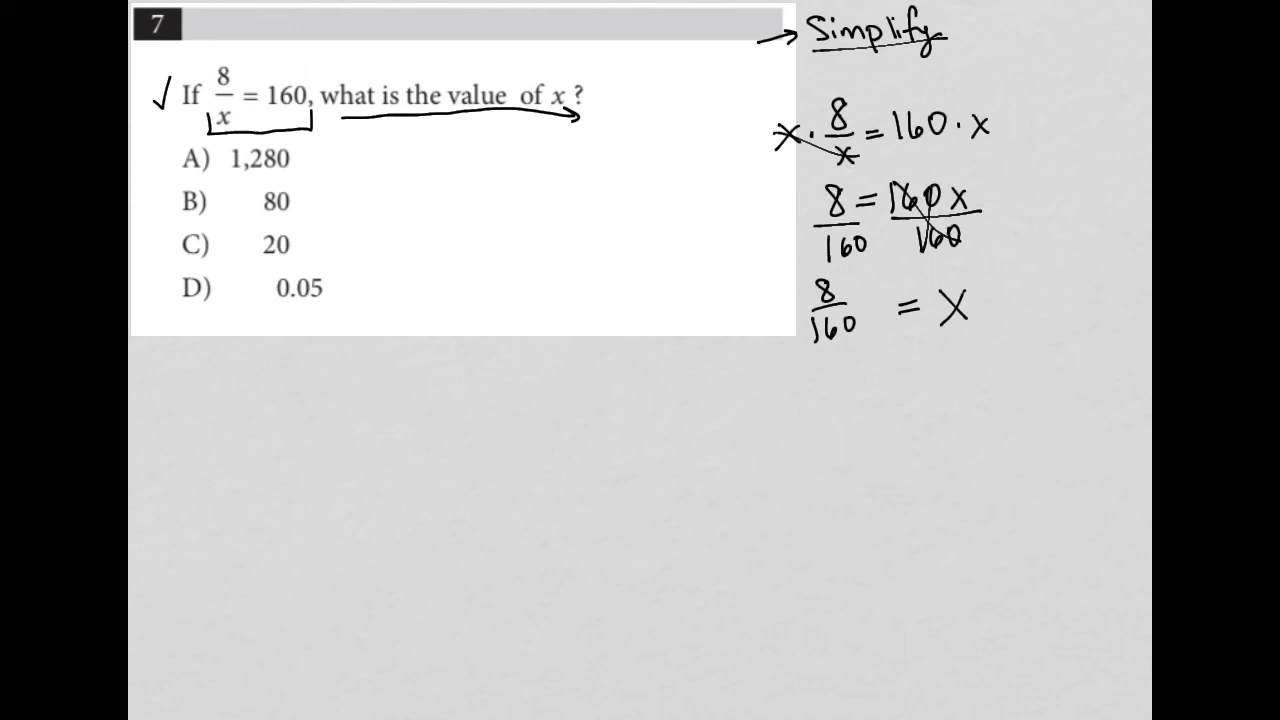 7
If 8/x = 160, what is the value of x ?
A) 1,280
B) 80
C) 20
D) 0.05
Simplify
x · 8/x = 160 · x
8/160 = 160x/160
8/160 = x